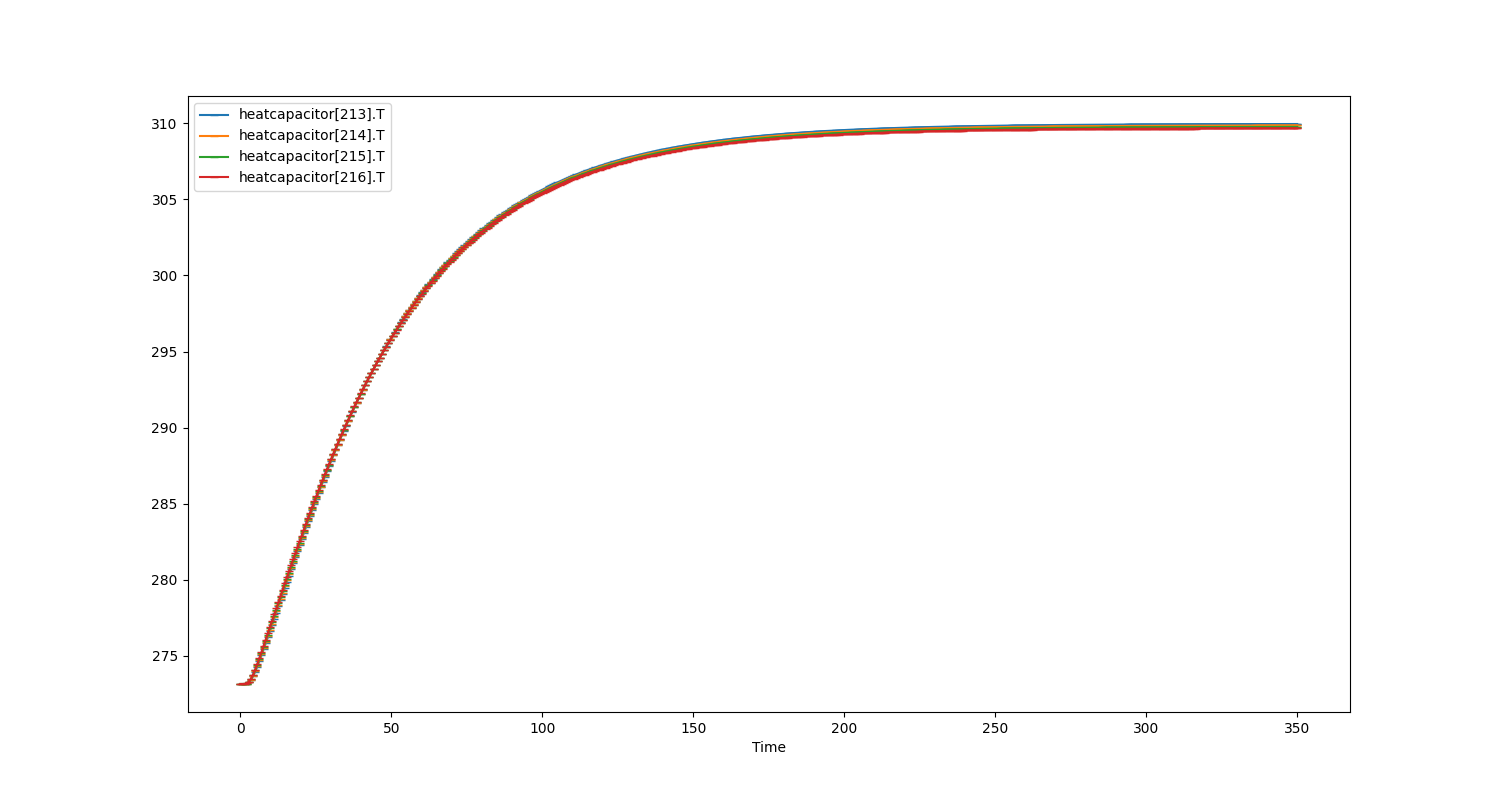 heatcapacitor[213].T
heatcapacitor[214].T
heatcapacitor[215].T
heatcapacitor[216].T
310
305
300
295
290
285
280
275
0 50 100 150 200 250 300 350
Time